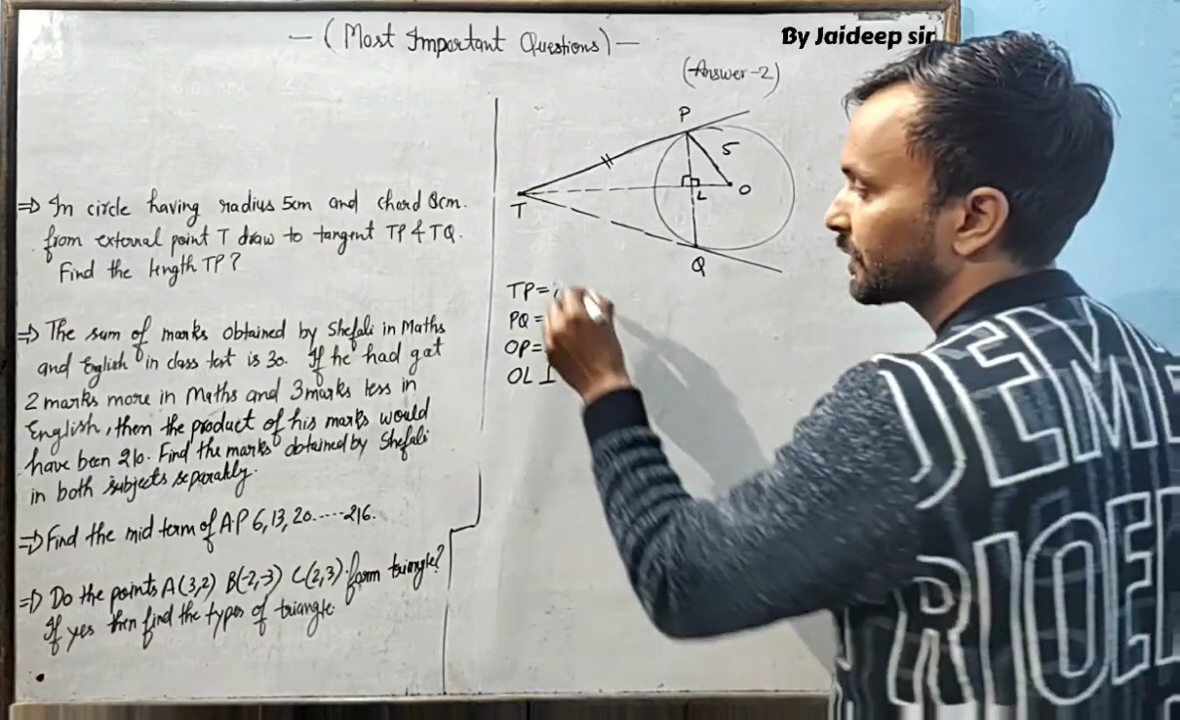 — ( Most Important Questions ) —
By Jaideep sir
(Answer-2)
⇒ In circle having radius 5cm and chord 8cm.
from external point T draw to tangent TP & TQ.
Find the length TP?
⇒ The sum of marks obtained by Shefali in Maths
and English in class test is 30. If he had got
2 marks more in Maths and 3 marks less in
English, then the product of his marks would
have been 210. Find the marks obtained by Shefali
in both subjects separately.
⇒ Find the mid term of A.P 6, 13, 20.....216.
⇒ Do the points A(3,2) B(-2,-3) C(2,3) form triangle?
If yes then find the types of triangle.
P
5
T
L
O
Q
TP=
PQ=
OP=
OL ⊥
JEME
RIOE